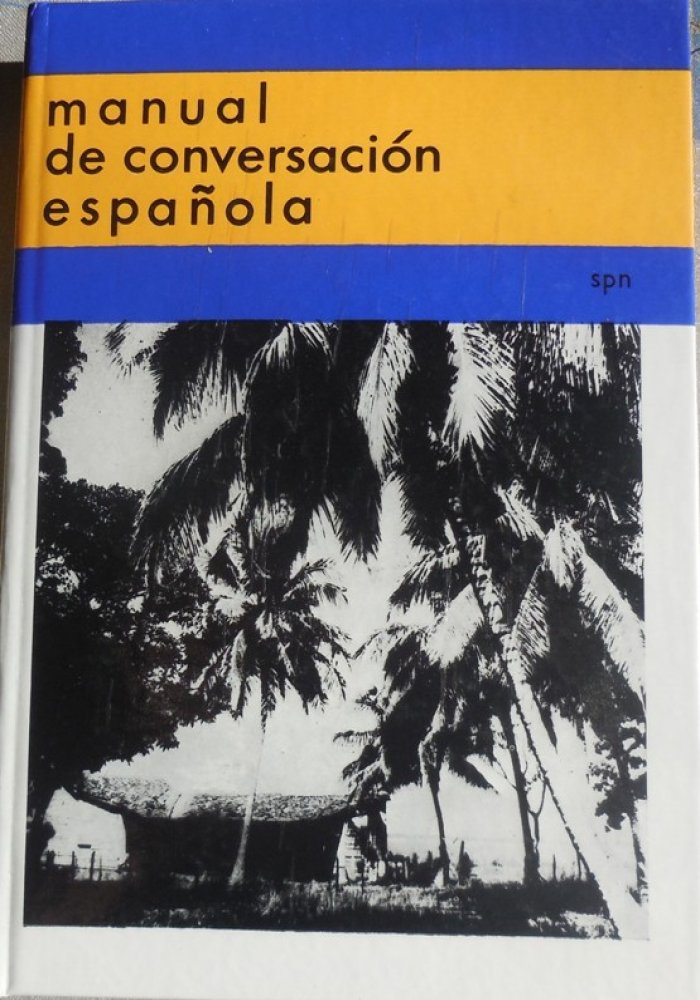 manual
de conversación
española
spn